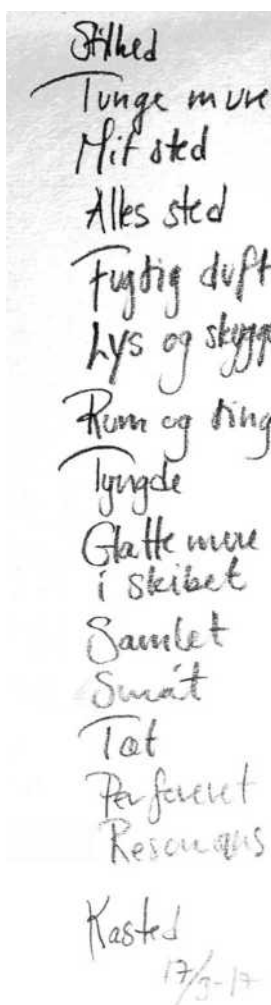 Stilhed
Tunge mure
Mit sted
Alles sted
Fugtig duft
Lys og skygge
Rum og ting
Tyngde
Glatte mure
i skibet
Samlet
Småt
Tæt
Perforeret
Resonans
Kasted
17/3-17